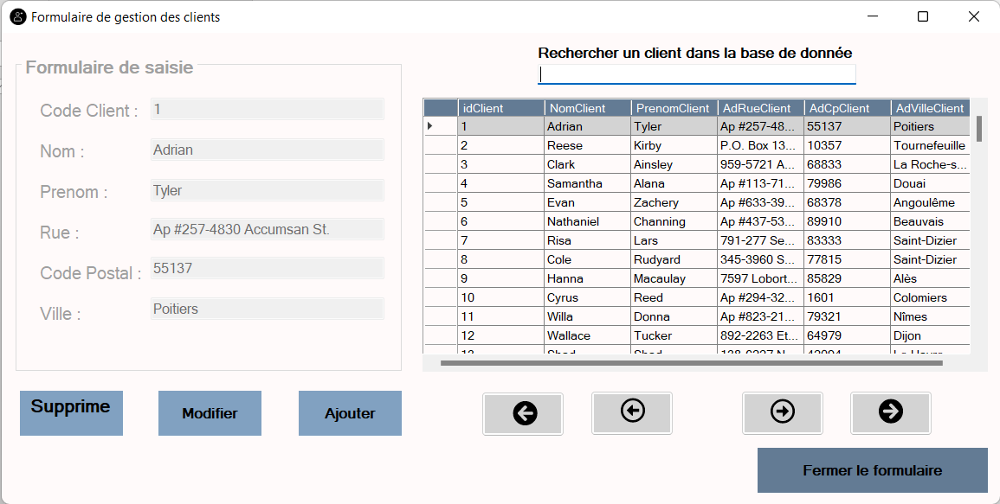 Formulaire de gestion des clients
Rechercher un client dans la base de donnée
Formulaire de saisie
Code Client : 1
Nom : Adrian
Prenom : Tyler
Rue : Ap #257-4830 Accumsan St.
Code Postal : 55137
Ville : Poitiers
idClient NomClient PrenomClient AdRueClient AdCpClient AdVilleClient
1 Adrian Tyler Ap #257-48... 55137 Poitiers
2 Reese Kirby P.O. Box 13... 10357 Tournefeuille
3 Clark Ainsley 959-5721 A... 68833 La Roche-s...
4 Samantha Alana Ap #113-71... 79986 Douai
5 Evan Zachery Ap #633-39... 68378 Angoulême
6 Nathaniel Channing Ap #437-53... 89910 Beauvais
7 Risa Lars 791-277 Se... 83333 Saint-Dizier
8 Cole Rudyard 345-3960 S... 77815 Saint-Dizier
9 Hanna Macaulay 7597 Lobort... 85829 Alès
10 Cyrus Reed Ap #294-32... 1601 Colomiers
11 Willa Donna Ap #823-21... 79321 Nîmes
12 Wallace Tucker 892-2263 Et... 64979 Dijon
Supprime
Modifier
Ajouter
Fermer le formulaire